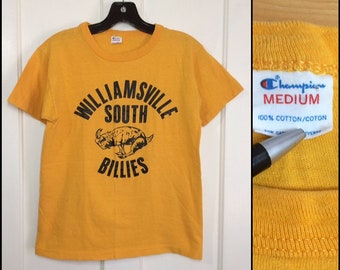 WILLIAMSVILLE
SOUTH
BILLIES
Champion
MEDIUM
100% COTTON/COTON